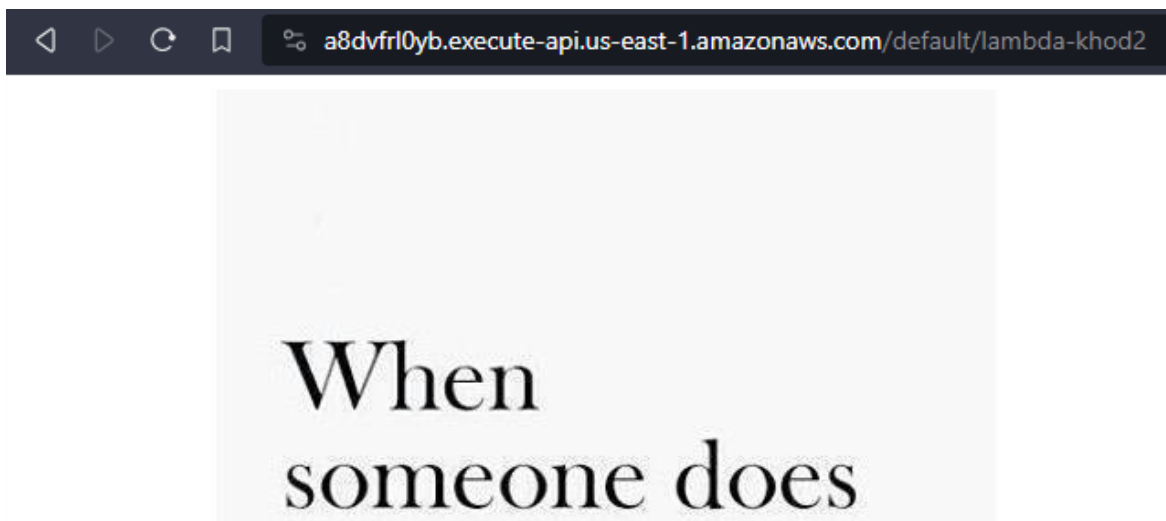 a8dvfrl0yb.execute-api.us-east-1.amazonaws.com/default/lambda-khod2
When
someone does